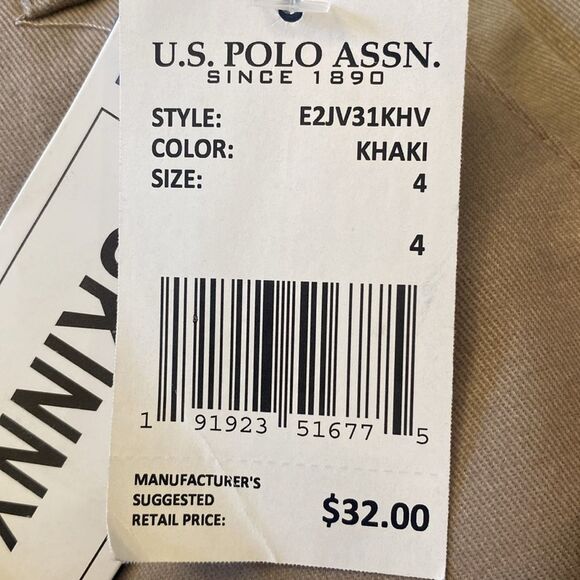 U.S. POLO ASSN.
SINCE 1890
STYLE: E2JV31KHV
COLOR: KHAKI
SIZE: 4
4
1 91923 51677 5
MANUFACTURER'S
SUGGESTED
RETAIL PRICE: $32.00
SKINNY